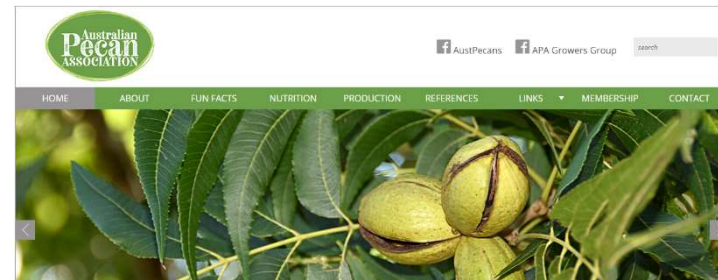 Australian
Pecan
ASSOCIATION
AustPecans
APA Growers Group
search
HOME
ABOUT
FUN FACTS
NUTRITION
PRODUCTION
REFERENCES
LINKS
MEMBERSHIP
CONTACT